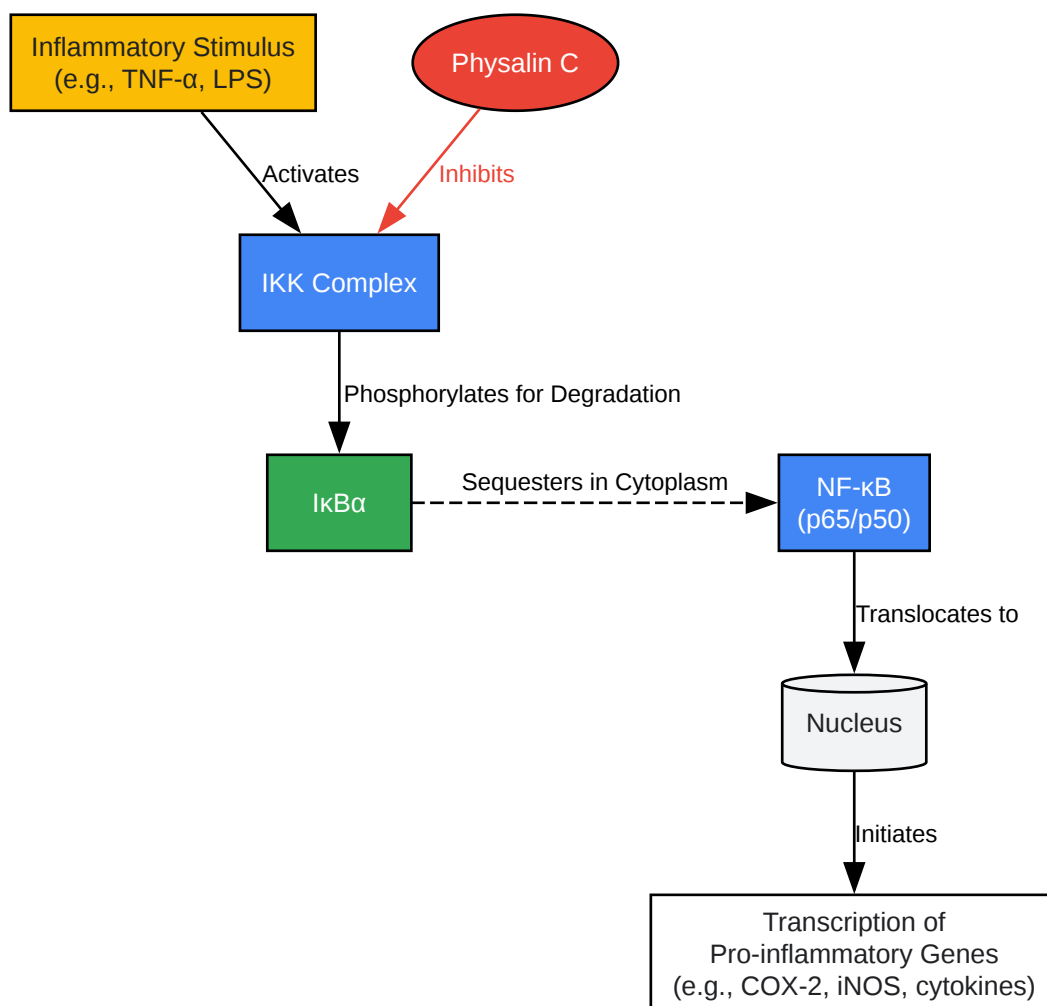 Inflammatory Stimulus
(e.g., TNF-α, LPS)
Physalin C
Activates
Inhibits
IKK Complex
Phosphorylates for Degradation
IκBα
Sequesters in Cytoplasm
NF-κB
(p65/p50)
Translocates to
Nucleus
Initiates
Transcription of
Pro-inflammatory Genes
(e.g., COX-2, iNOS, cytokines)